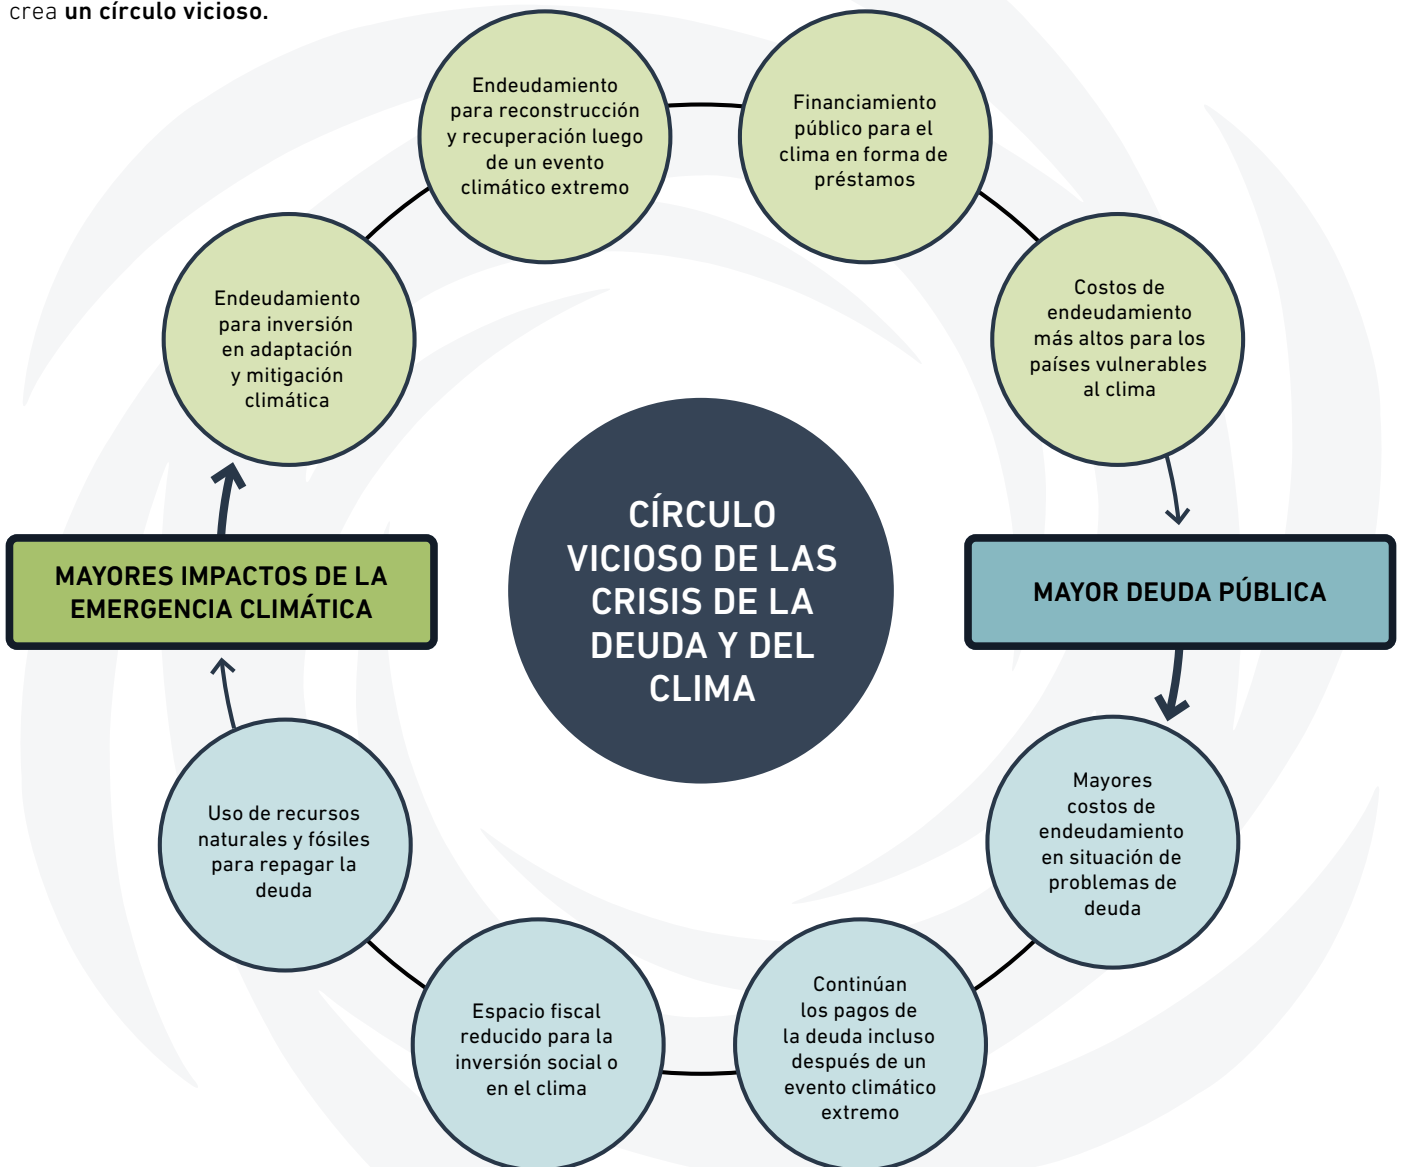 crea un círculo vicioso.
Endeudamiento
para reconstrucción
y recuperación luego
de un evento
climático extremo
Financiamiento
público para el
clima en forma de
préstamos
Endeudamiento
para inversión
en adaptación
y mitigación
climática
Costos de
endeudamiento
más altos para los
países vulnerables
al clima
CÍRCULO
VICIOSO DE LAS
CRISIS DE LA
DEUDA Y DEL
CLIMA
MAYORES IMPACTOS DE LA
EMERGENCIA CLIMÁTICA
MAYOR DEUDA PÚBLICA
Uso de recursos
naturales y fósiles
para repagar la
deuda
Mayores
costos de
endeudamiento
en situación de
problemas de
deuda
Espacio fiscal
reducido para la
inversión social o
en el clima
Continúan
los pagos de
la deuda incluso
después de un
evento climático
extremo